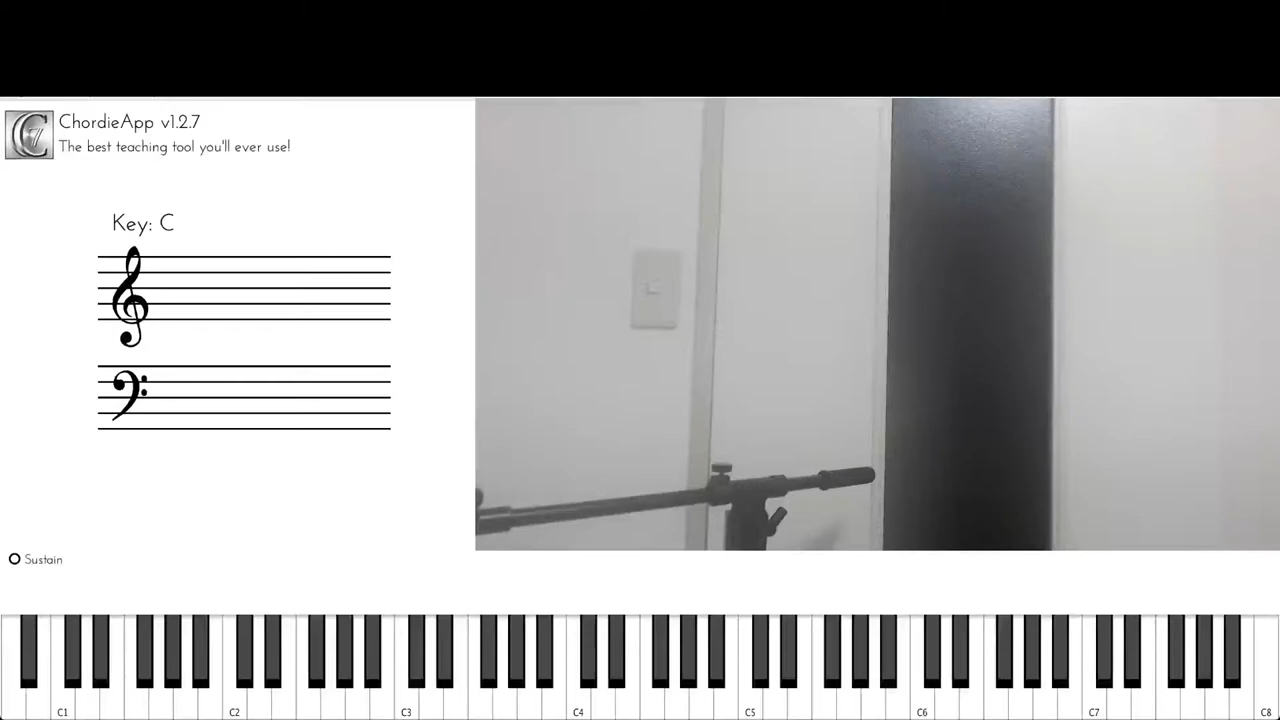 ChordieApp v1.2.7
The best teaching tool you'll ever use!
Key: C
Sustain
C1 C2 C3 C4 C5 C6 C7 C8